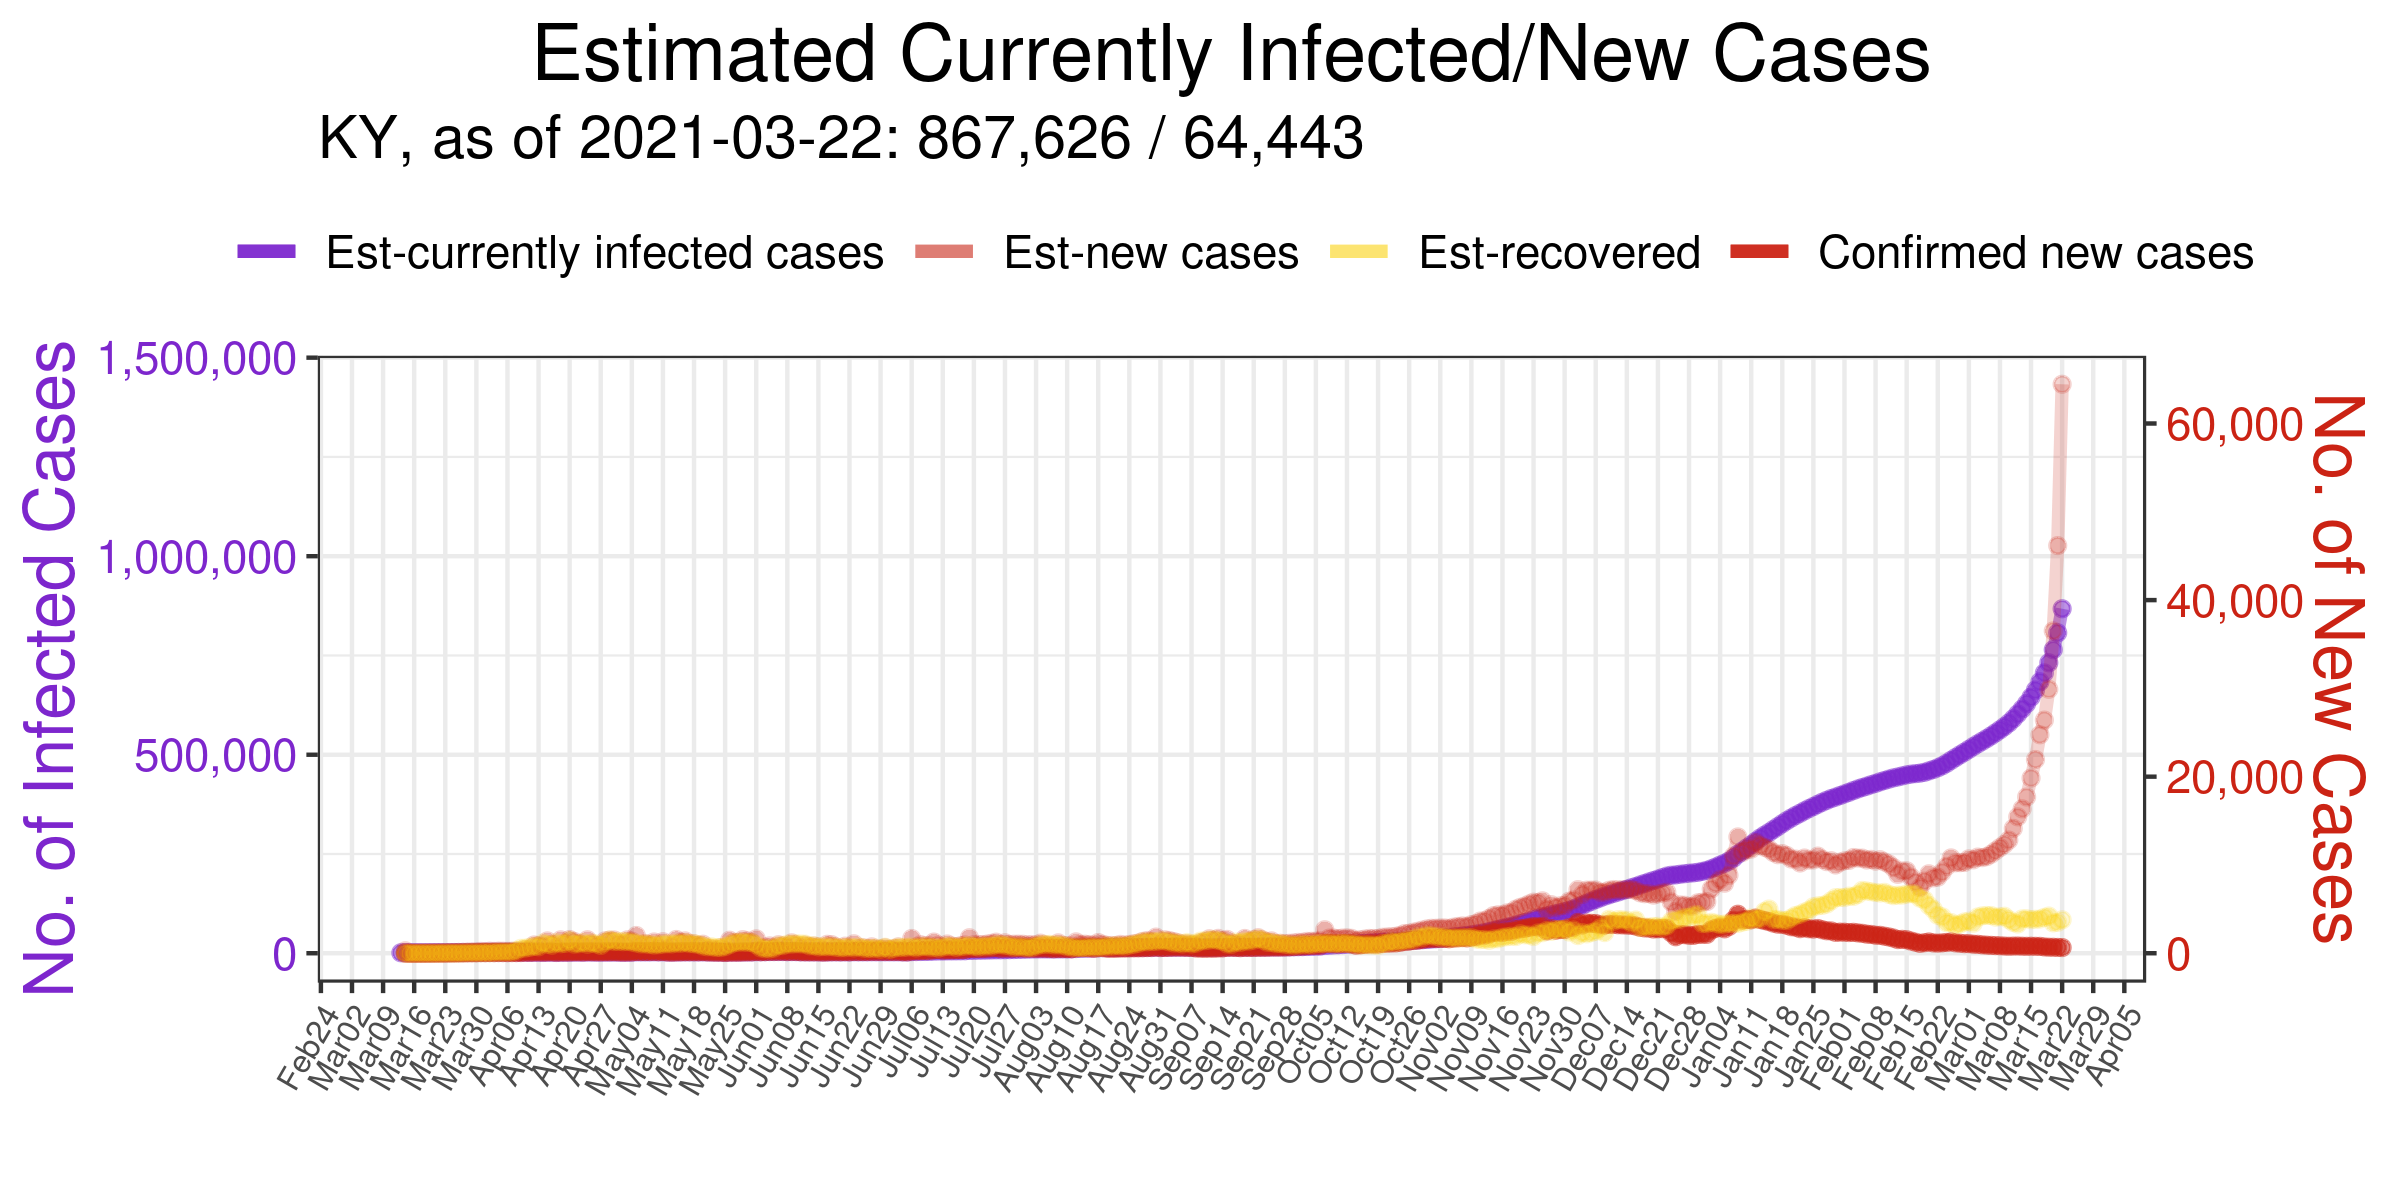 Estimated Currently Infected/New Cases
KY, as of 2021-03-22: 867,626 / 64,443
Est-currently infected cases Est-new cases Est-recovered Confirmed new cases
No. of Infected Cases
1,500,000
1,000,000
500,000
0
60,000
40,000
20,000
0
No. of New Cases
Feb24 Mar02 Mar09 Mar16 Mar23 Mar30 Apr06 Apr13 Apr20 Apr27 May04 May11 May18 May25 Jun01 Jun08 Jun15 Jun22 Jun29 Jul06 Jul13 Jul20 Jul27 Aug03 Aug10 Aug17 Aug24 Aug31 Sep07 Sep14 Sep21 Sep28 Oct05 Oct12 Oct19 Oct26 Nov02 Nov09 Nov16 Nov23 Nov30 Dec07 Dec14 Dec21 Dec28 Jan04 Jan11 Jan18 Jan25 Feb01 Feb08 Feb15 Feb22 Mar01 Mar08 Mar15 Mar22 Mar29 Apr05